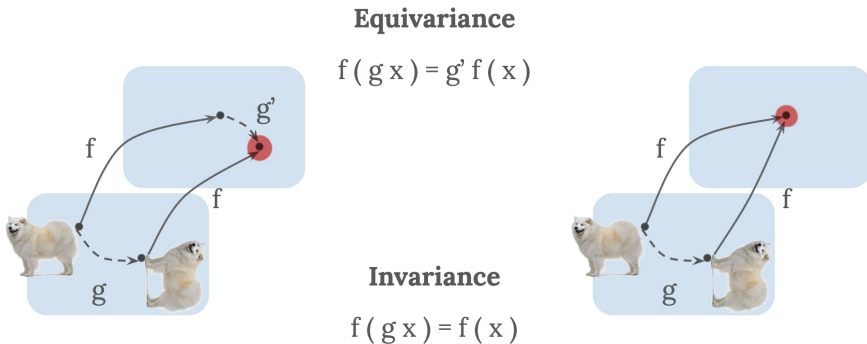 Equivariance
f ( g x ) = g’ f ( x )
g’
f
f
g
f
f
g
Invariance
f ( g x ) = f ( x )